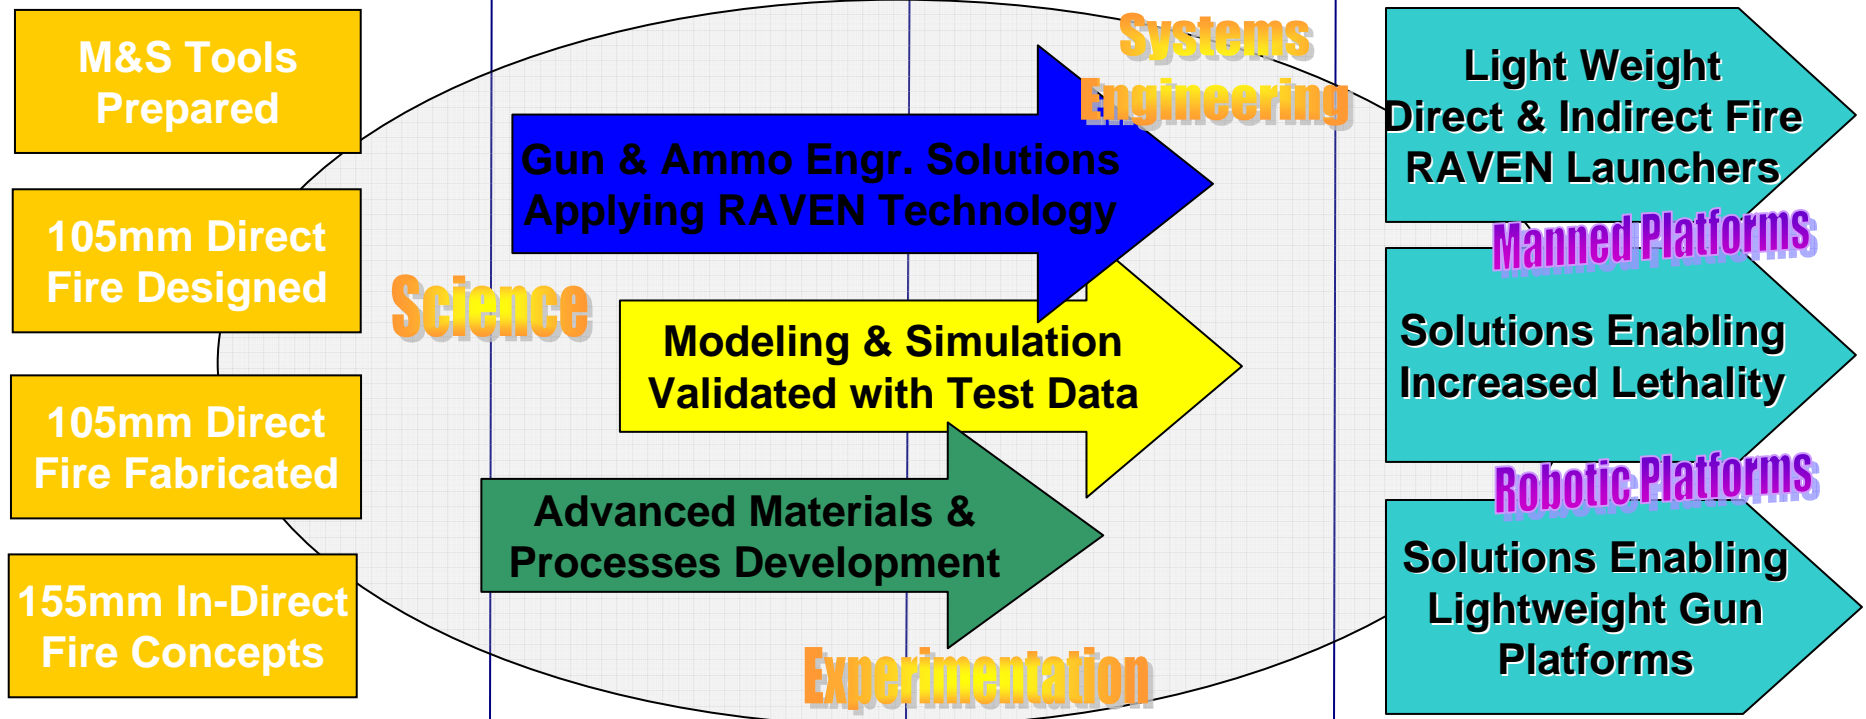 M&S Tools
Prepared
105mm Direct
Fire Designed
105mm Direct
Fire Fabricated
155mm In-Direct
Fire Concepts
Science
Systems
Engineering
Gun & Ammo Engr. Solutions
Applying RAVEN Technology
Modeling & Simulation
Validated with Test Data
Advanced Materials &
Processes Development
Experimentation
Light Weight
Direct & Indirect Fire
RAVEN Launchers
Manned Platforms
Solutions Enabling
Increased Lethality
Robotic Platforms
Solutions Enabling
Lightweight Gun
Platforms